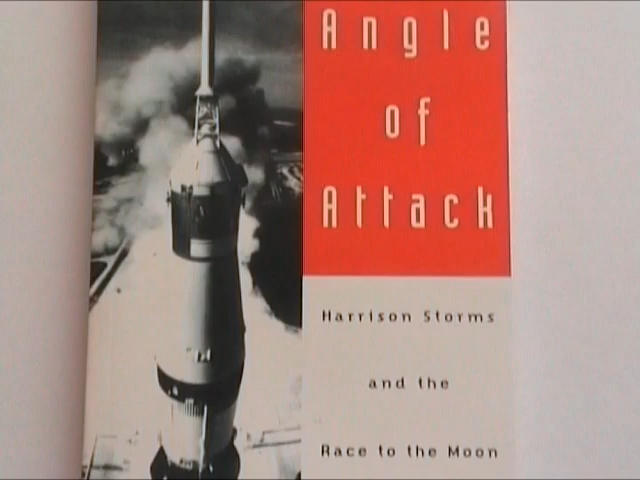 Angle
of
Attack
Harrison Storms
and the
Race to the Moon